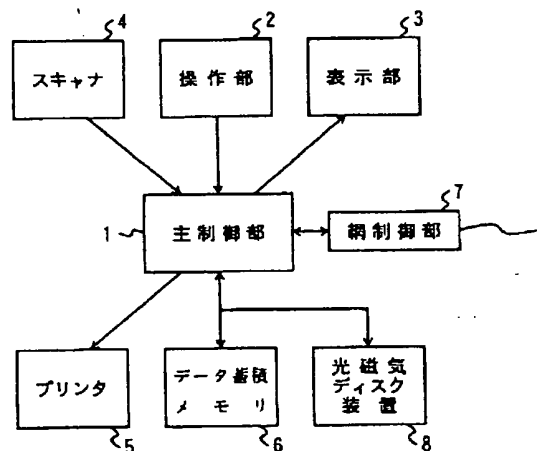 4
2
3
スキャナ
操作部
表示部
7
1
主制御部
網制御部
プリンタ
データ蓄積
メモリ
光磁気
ディスク
装置
5
6
8